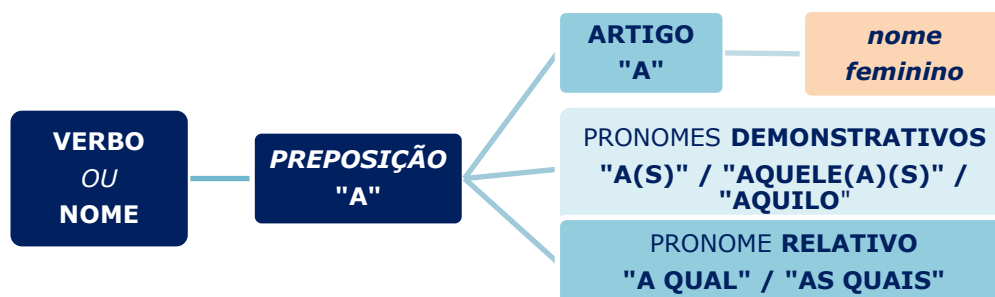 VERBO
OU
NOME
PREPOSIÇÃO
"A"
ARTIGO
"A"
nome
feminino
PRONOMES DEMONSTRATIVOS
"A(S)" / "AQUELE(A)(S)" /
"AQUILO"
PRONOME RELATIVO
"A QUAL" / "AS QUAIS"